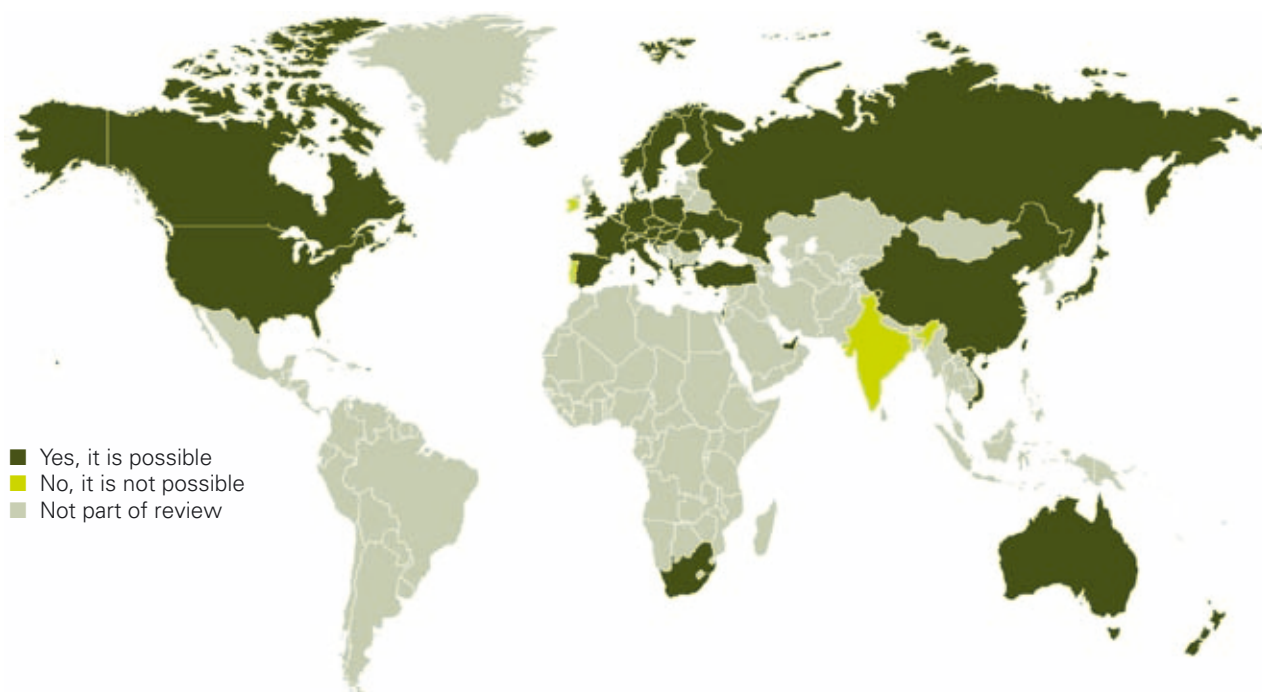 Yes, it is possible
No, it is not possible
Not part of review